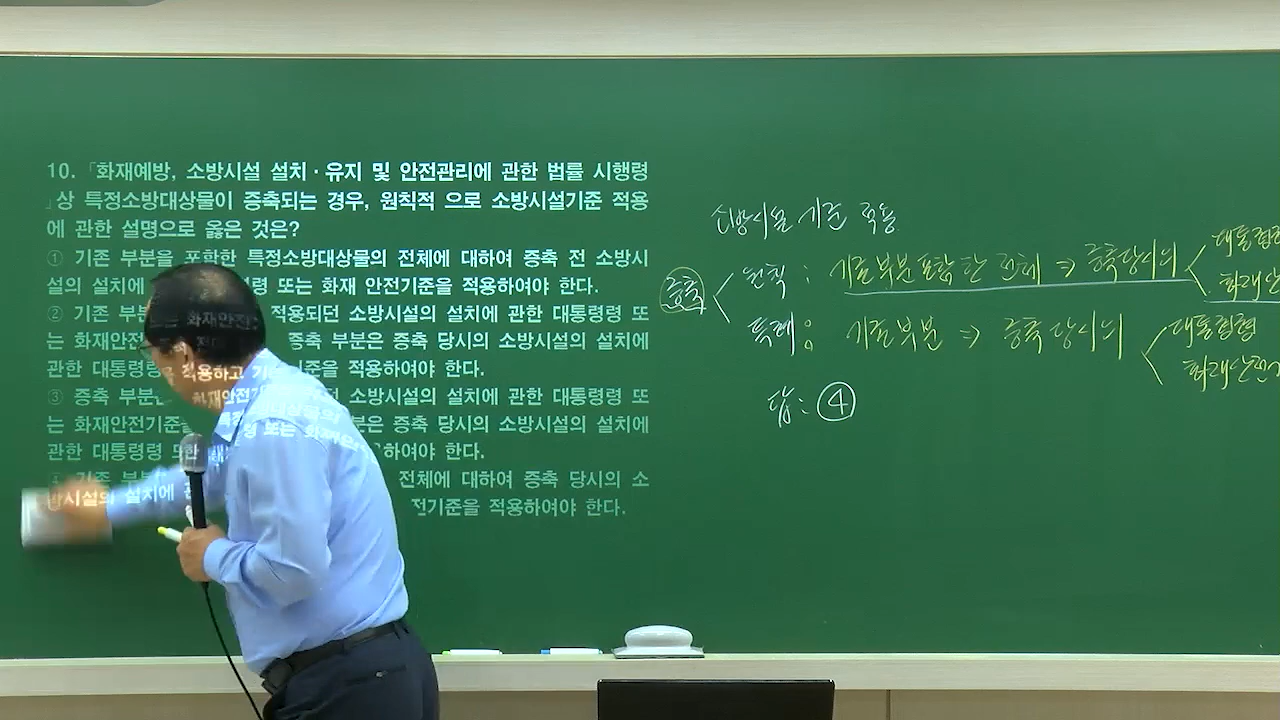 10. 「화재예방, 소방시설 설치·유지 및 안전관리에 관한 법률 시행령
」상 특정소방대상물이 증축되는 경우, 원칙적 으로 소방시설기준 적용
에 관한 설명으로 옳은 것은?
① 기존 부분을 포함한 특정소방대상물의 전체에 대하여 증축 전 소방시
설의 설치에 령 또는 화재 안전기준을 적용하여야 한다.
② 기존 부분 적용되던 소방시설의 설치에 관한 대통령령 또
는 화재안전 증축 부분은 증축 당시의 소방시설의 설치에
관한 대통령령 적용하고 기 준을 적용하여야 한다.
③ 증축 부분은 소방시설의 설치에 관한 대통령령 또
는 화재안전기준을 분은 증축 당시의 소방시설의 설치에
관한 대통령령 또한 하여야 한다.
기존 부분 전체에 대하여 증축 당시의 소
방시설의 설치에 전기준을 적용하여야 한다.
소방시설 기준 적용
증축
원칙 : 기존부분 포함한 전체 ⇒ 증축당시의 대통령령
화재안
특례 : 기존부분 ⇒ 증축 당시의 대통령령
화재안전기
답: ④